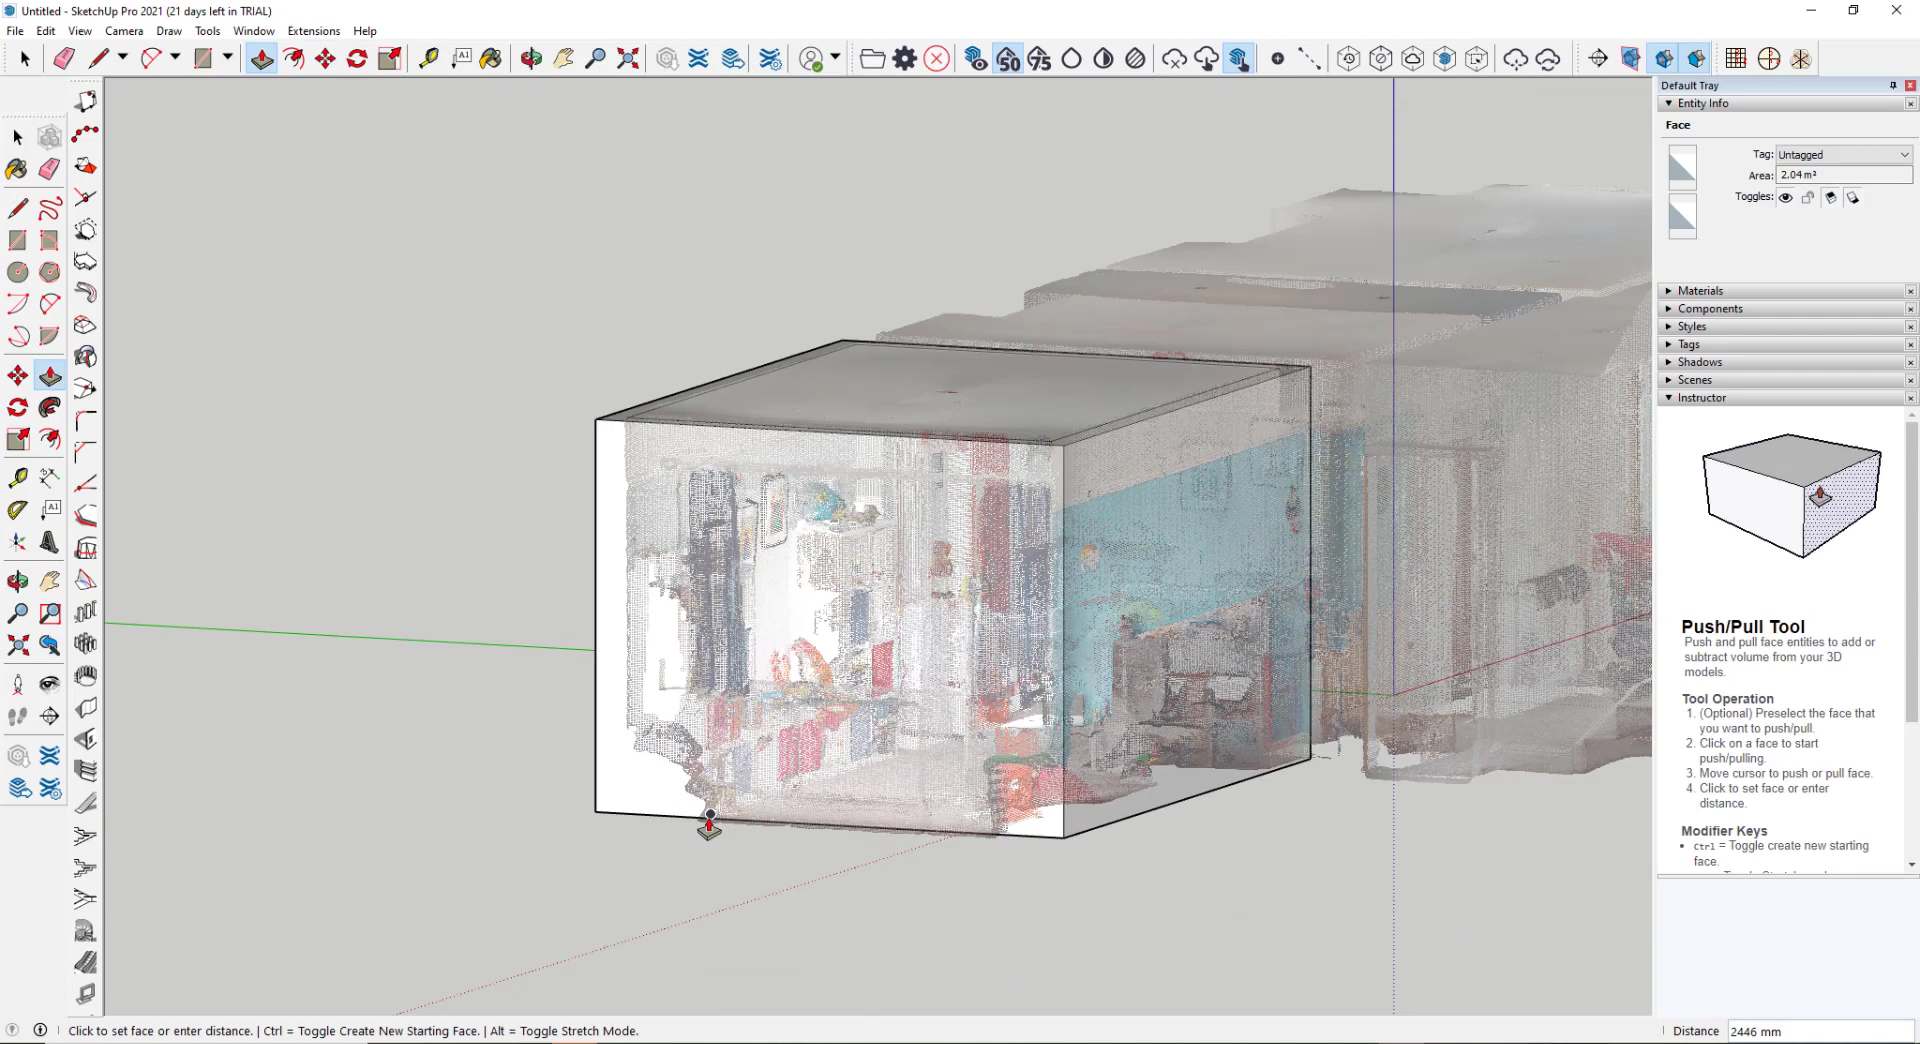 Untitled - SketchUp Pro 2021 (21 days left in TRIAL)
File Edit View Camera Draw Tools Window Extensions Help
A1
50
75
Default Tray
Entity Info
Face
Tag: Untagged
Area: 2.04 m²
Toggles:
Materials
Components
Styles
Tags
Shadows
Scenes
Instructor
A1
Push/Pull Tool
Push and pull face entities to add or
subtract volume from your 3D
models.
Tool Operation
1. (Optional) Preselect the face that
you want to push/pull.
2. Click on a face to start
push/pulling.
3. Move cursor to push or pull face.
4. Click to set face or enter
distance.
Modifier Keys
• Ctrl = Toggle create new starting
face.
Click to set face or enter distance. | Ctrl = Toggle Create New Starting Face. | Alt = Toggle Stretch Mode.
Distance 2446 mm